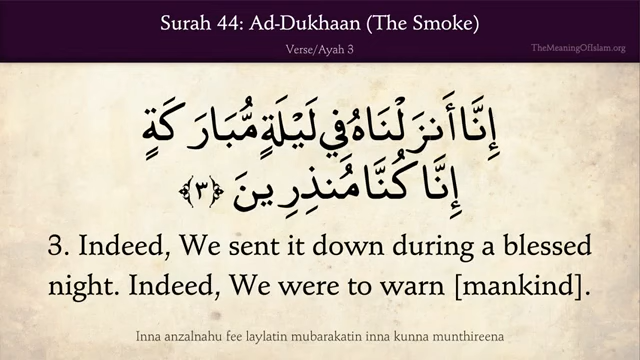 Surah 44: Ad-Dukhaan (The Smoke)
Verse/Ayah 3
TheMeaningOfIslam.org
إِنَّا أَنزَلْنَاهُ فِي لَيْلَةٍ مُّبَارَكَةٍ
إِنَّا كُنَّا مُنذِرِينَ ﴿٣﴾
3. Indeed, We sent it down during a blessed
night. Indeed, We were to warn [mankind].
Inna anzalnahu fee laylatin mubarakatin inna kunna munthireena